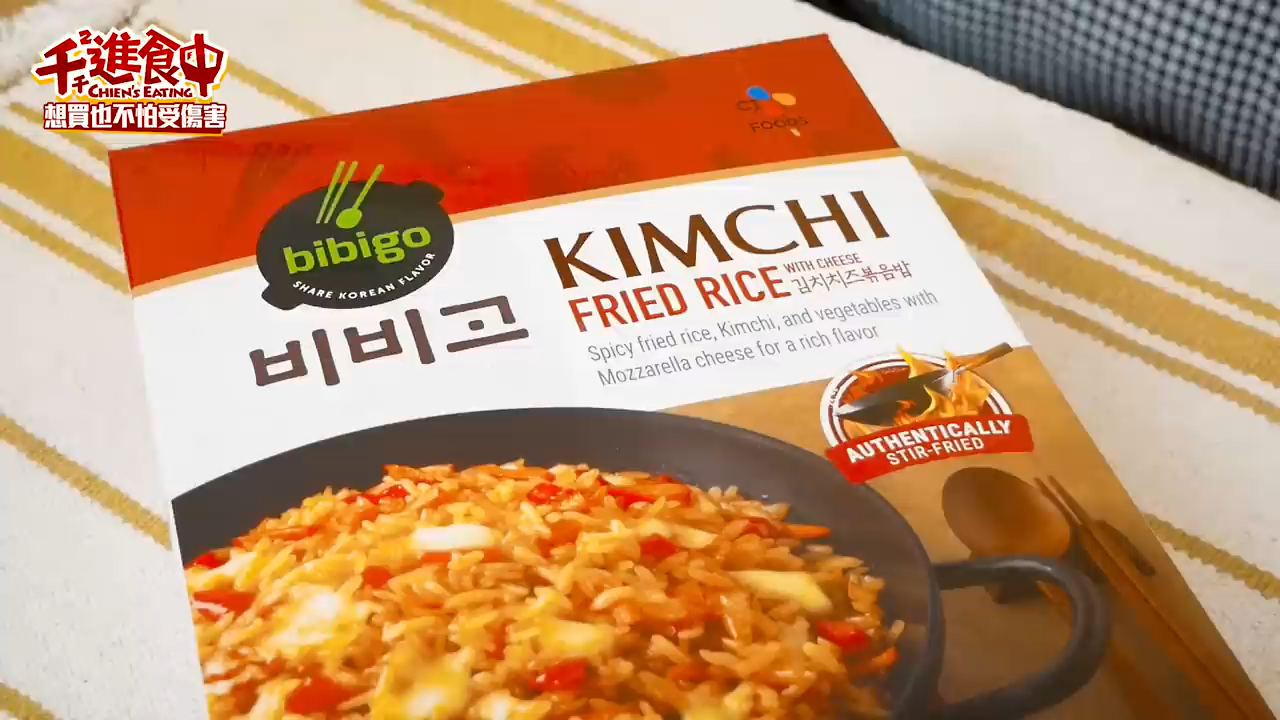 千千進食中
CHIEN'S EATING
想買也不怕受傷害
CJ
FOODS
bibigo
SHARE KOREAN FLAVOR
비비고
KIMCHI
FRIED RICE WITH CHEESE
김치치즈볶음밥
Spicy fried rice, Kimchi, and vegetables with
Mozzarella cheese for a rich flavor
AUTHENTICALLY
STIR-FRIED